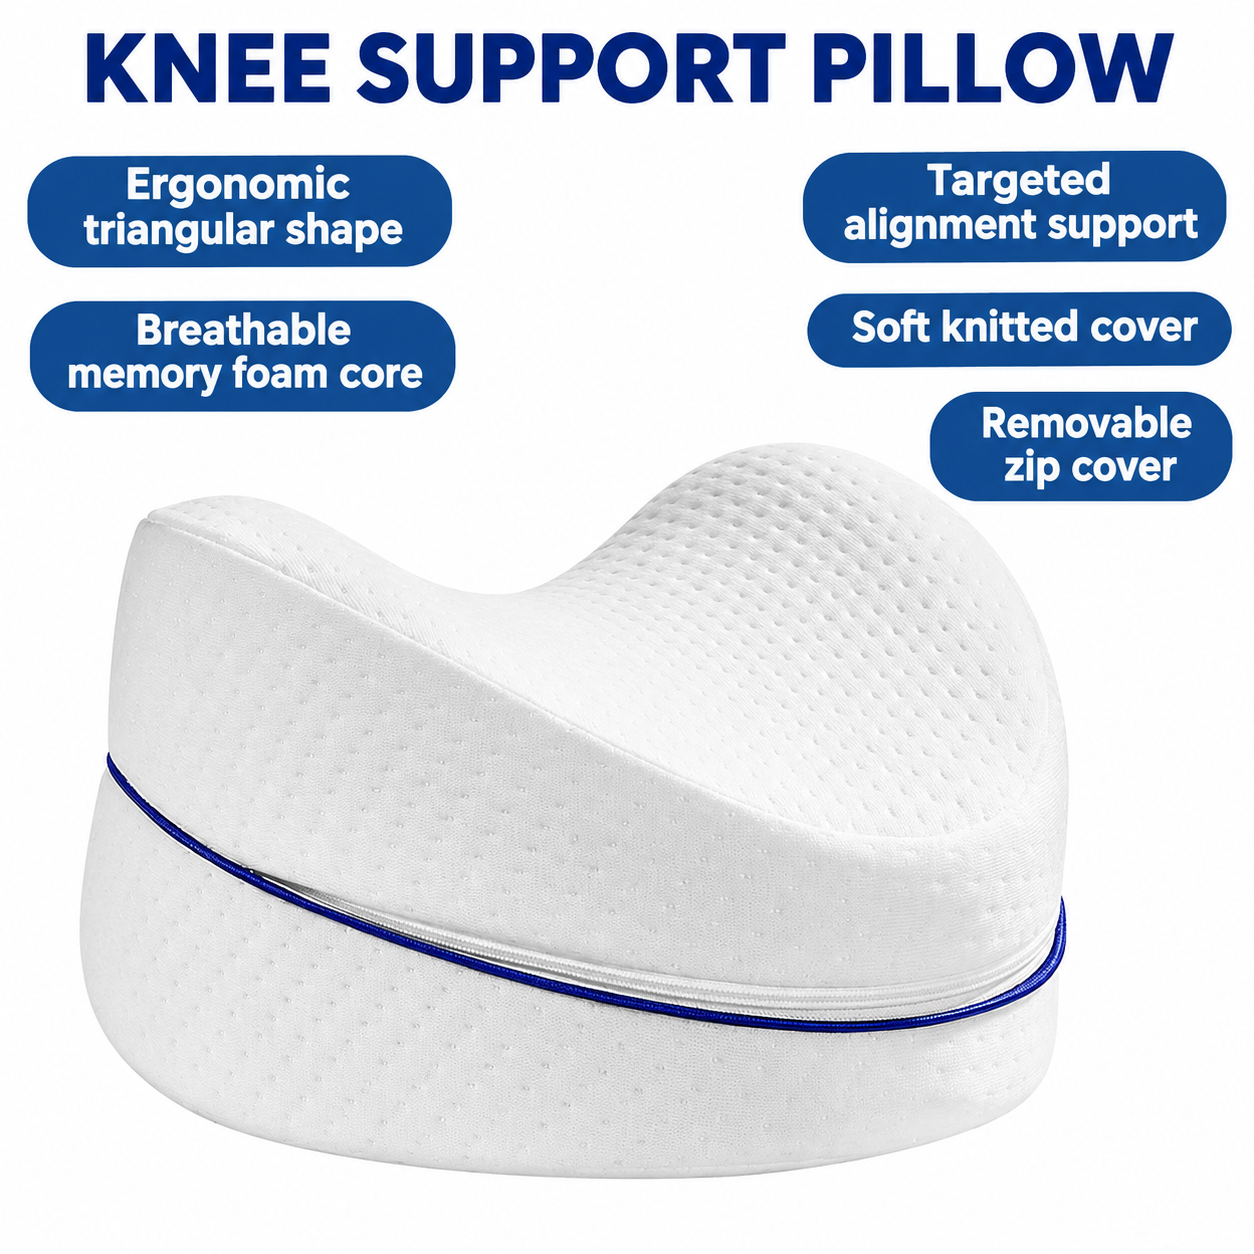 KNEE SUPPORT PILLOW
Ergonomic
triangular shape
Breathable
memory foam core
Targeted
alignment support
Soft knitted cover
Removable
zip cover